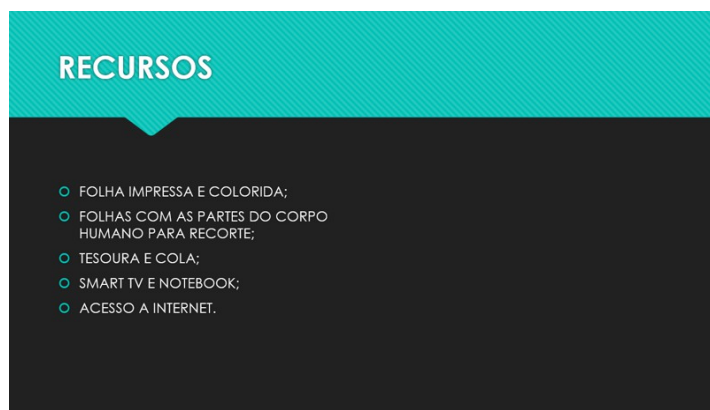 RECURSOS
FOLHA IMPRESSA E COLORIDA;
FOLHAS COM AS PARTES DO CORPO
HUMANO PARA RECORTE;
TESOURA E COLA;
SMART TV E NOTEBOOK;
ACESSO A INTERNET.